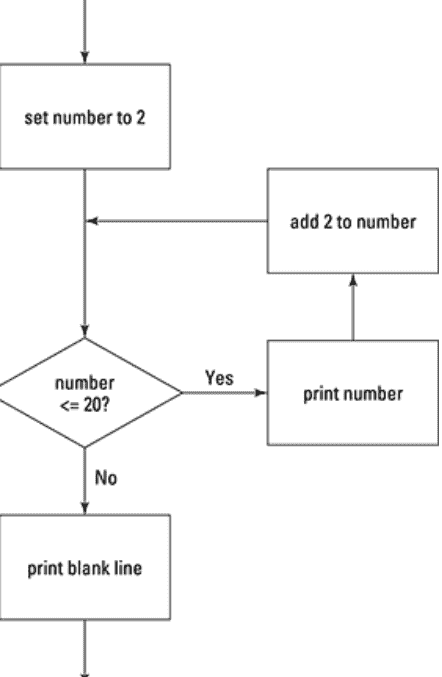 set number to 2
add 2 to number
number
<= 20?
Yes
print number
No
print blank line